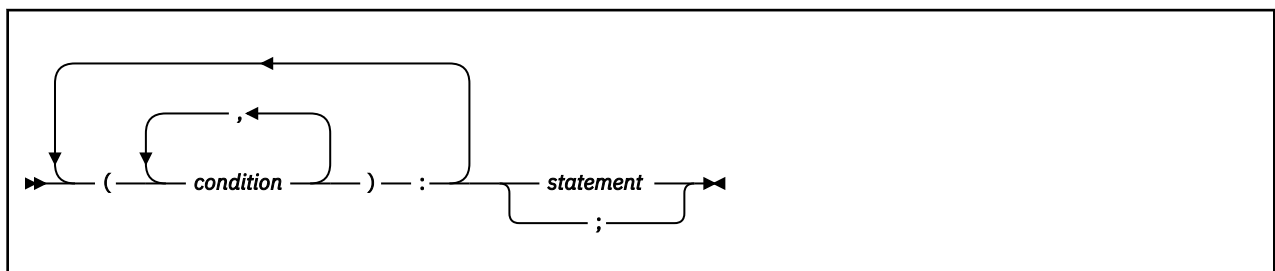 ,
( condition ) : statement
;